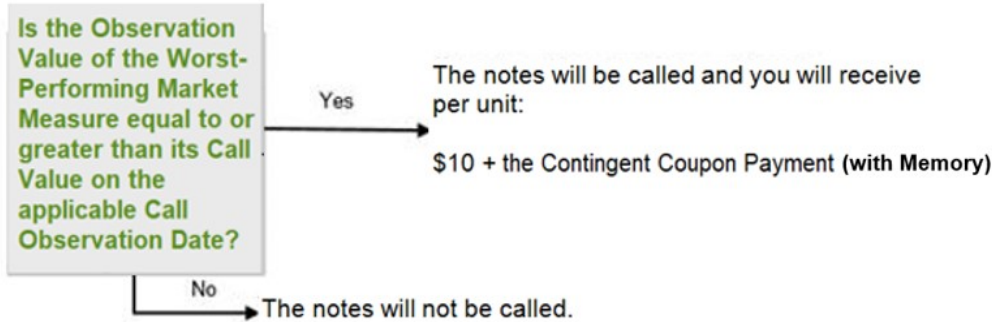 Is the Observation
Value of the Worst-
Performing Market
Measure equal to or
greater than its Call
Value on the
applicable Call
Observation Date?
Yes
The notes will be called and you will receive
per unit:
$10 + the Contingent Coupon Payment (with Memory)
No
The notes will not be called.